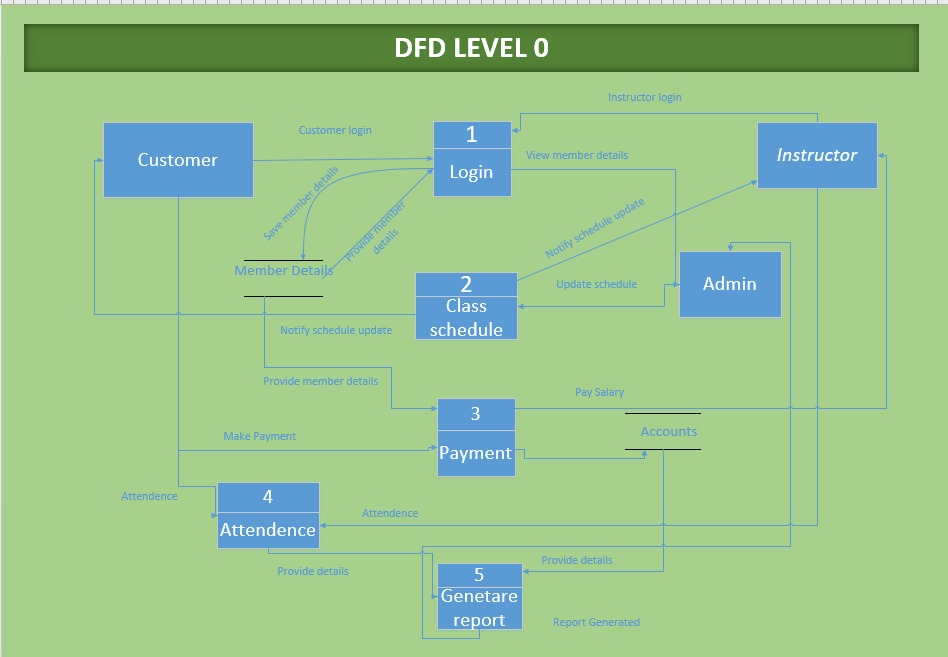 DFD LEVEL 0
Instructor login
Customer login
1
Login
Customer
Instructor
View member details
Save member details
Provide member
details
Notify schedule update
Member Details
2
Class
schedule
Update schedule
Admin
Notify schedule update
Provide member details
Pay Salary
3
Payment
Accounts
Make Payment
Attendence
4
Attendence
Attendence
Provide details
Provide details
5
Genetare
report
Report Generated